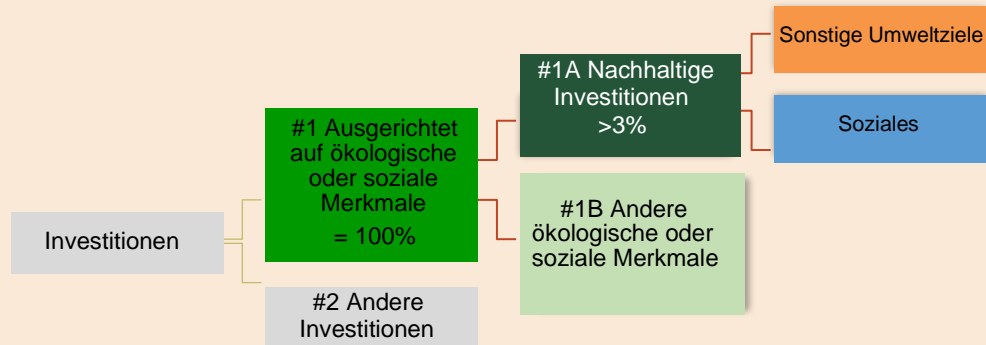 Investitionen
#1 Ausgerichtet
auf ökologische
oder soziale
Merkmale
= 100%
#2 Andere
Investitionen
#1A Nachhaltige
Investitionen
>3%
#1B Andere
ökologische oder
soziale Merkmale
Sonstige Umweltziele
Soziales